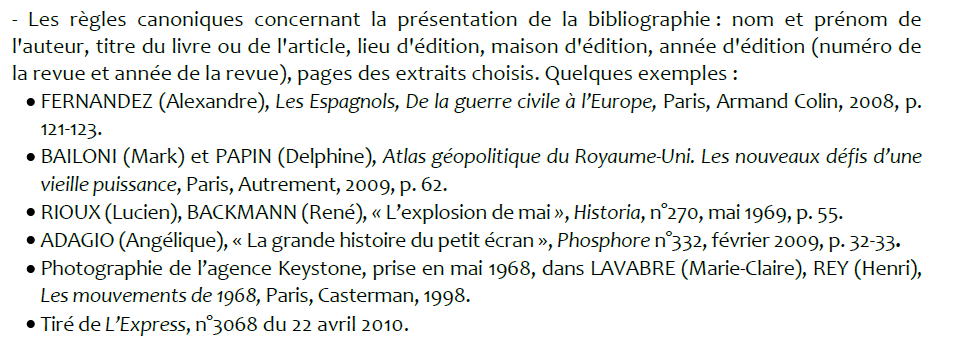 - Les règles canoniques concernant la présentation de la bibliographie : nom et prénom de
l'auteur, titre du livre ou de l'article, lieu d'édition, maison d'édition, année d'édition (numéro de
la revue et année de la revue), pages des extraits choisis. Quelques exemples :
• FERNANDEZ (Alexandre), Les Espagnols, De la guerre civile à l’Europe, Paris, Armand Colin, 2008, p.
121-123.
• BAILONI (Mark) et PAPIN (Delphine), Atlas géopolitique du Royaume-Uni. Les nouveaux défis d’une
vieille puissance, Paris, Autrement, 2009, p. 62.
• RIOUX (Lucien), BACKMANN (René), « L’explosion de mai », Historia, n°270, mai 1969, p. 55.
• ADAGIO (Angélique), « La grande histoire du petit écran », Phosphore n°332, février 2009, p. 32-33.
• Photographie de l’agence Keystone, prise en mai 1968, dans LAVABRE (Marie-Claire), REY (Henri),
Les mouvements de 1968, Paris, Casterman, 1998.
• Tiré de L’Express, n°3068 du 22 avril 2010.